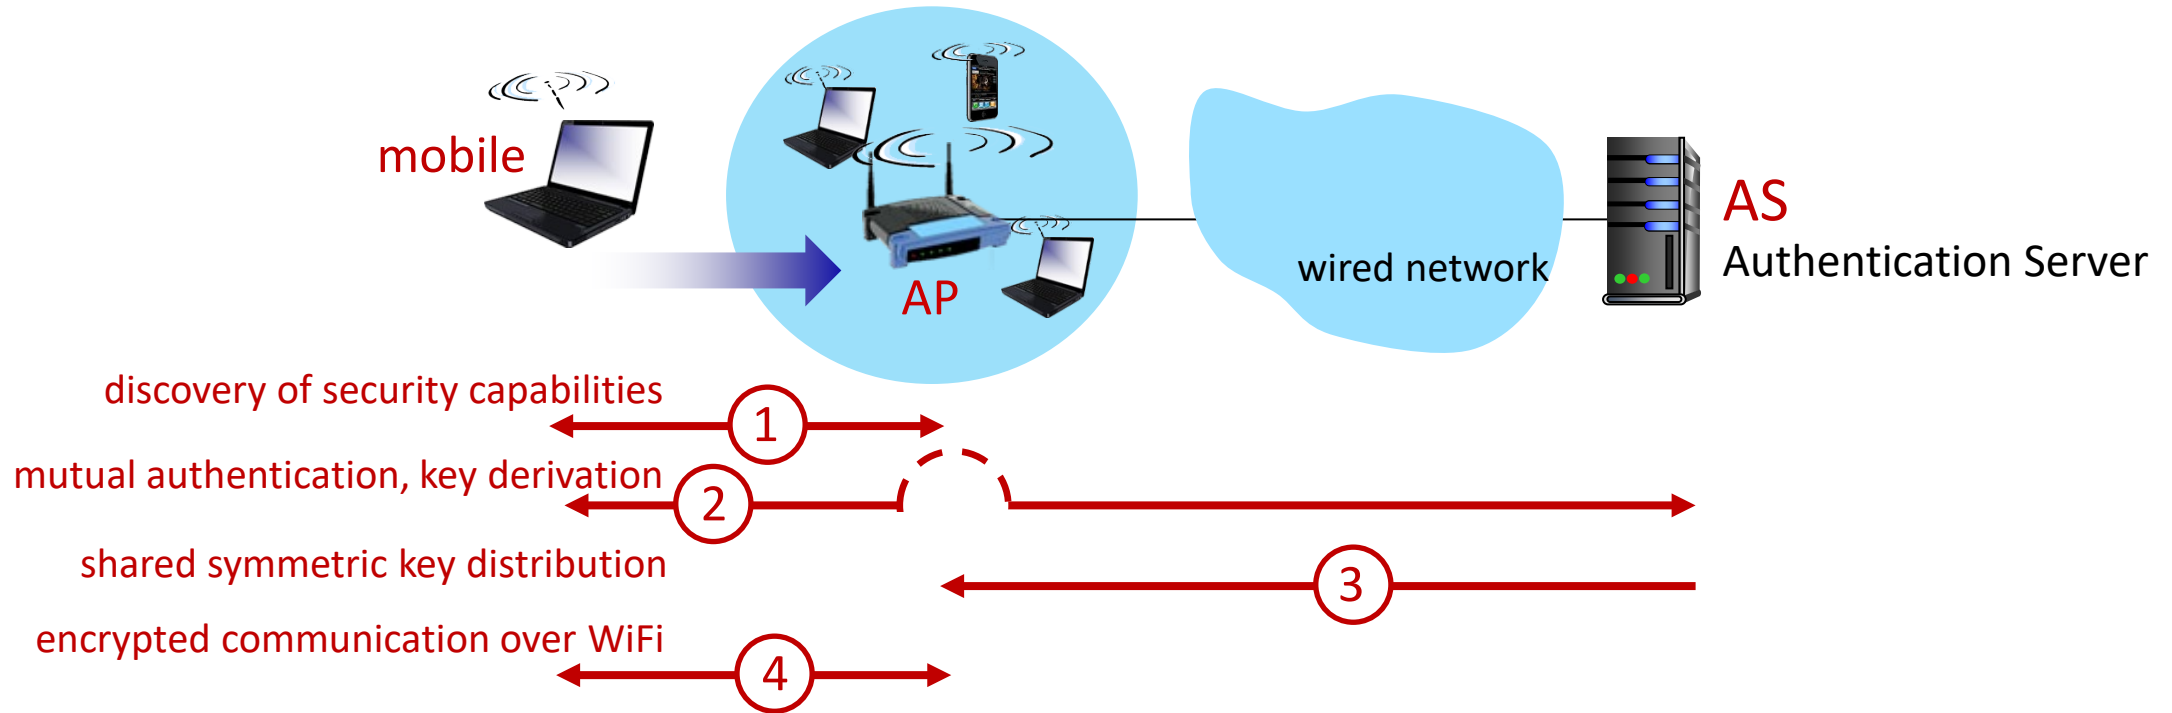 mobile
AP
wired network
AS
Authentication Server
discovery of security capabilities
1
mutual authentication, key derivation
2
shared symmetric key distribution
3
encrypted communication over WiFi
4